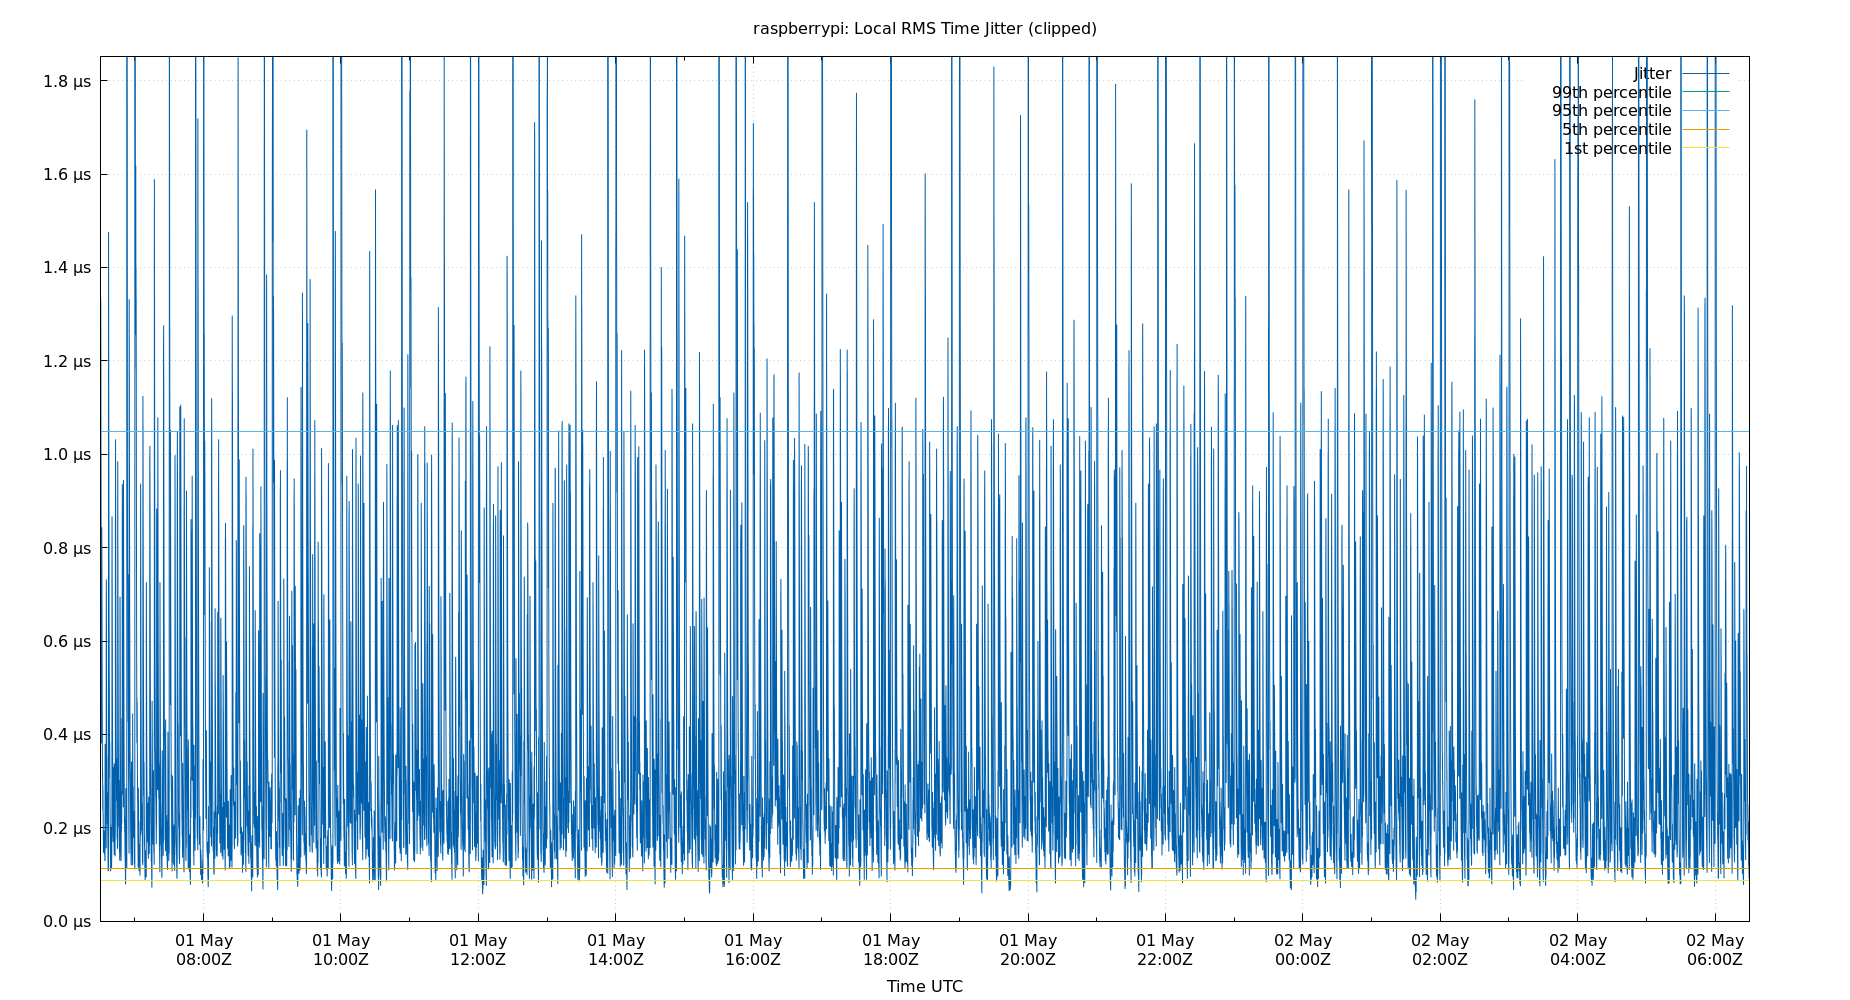 raspberrypi: Local RMS Time Jitter (clipped)
1.8 µs
1.6 µs
1.4 µs
1.2 µs
1.0 µs
0.8 µs
0.6 µs
0.4 µs
0.2 µs
0.0 µs
Jitter
99th percentile
95th percentile
5th percentile
1st percentile
01 May 01 May 01 May 01 May 01 May 01 May 01 May 01 May 02 May 02 May 02 May 02 May
08:00Z 10:00Z 12:00Z 14:00Z 16:00Z 18:00Z 20:00Z 22:00Z 00:00Z 02:00Z 04:00Z 06:00Z
Time UTC